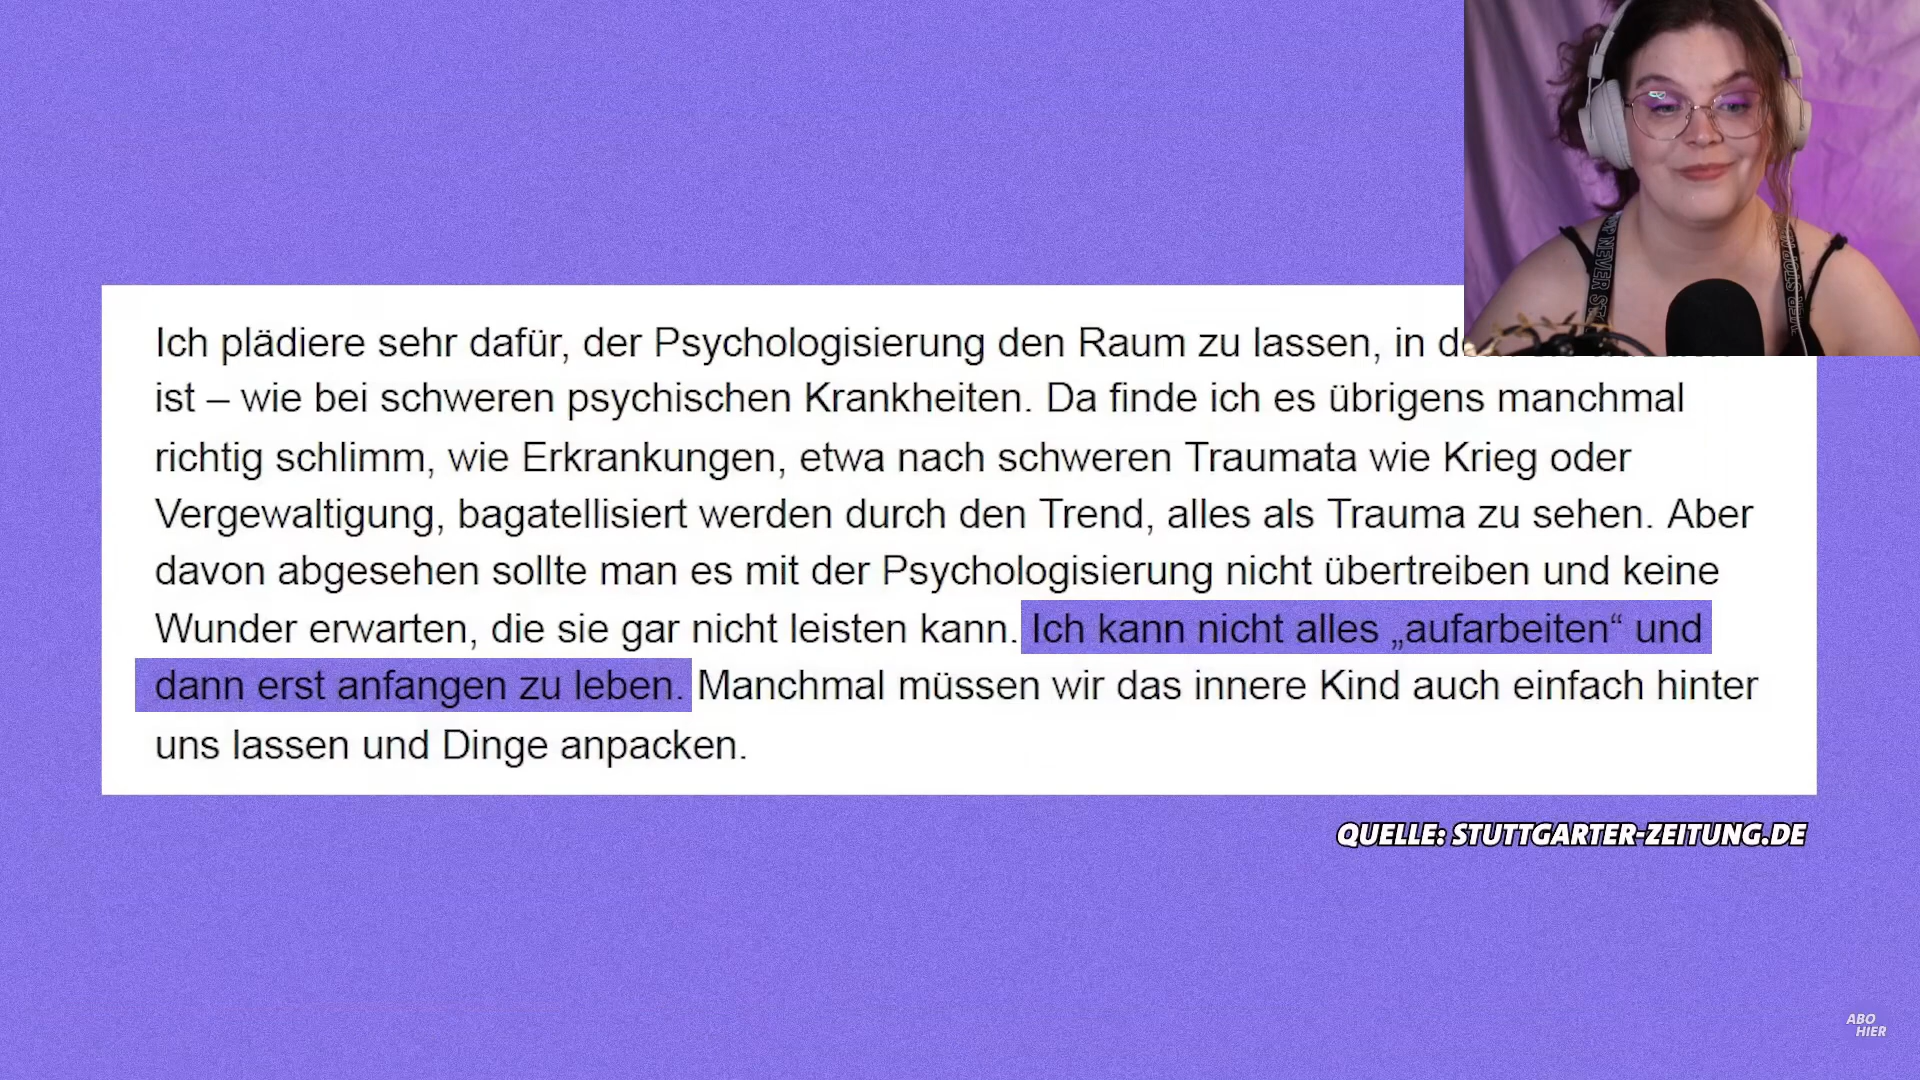 Ich plädiere sehr dafür, der Psychologisierung den Raum zu lassen, in
ist – wie bei schweren psychischen Krankheiten. Da finde ich es übrigens manchmal
richtig schlimm, wie Erkrankungen, etwa nach schweren Traumata wie Krieg oder
Vergewaltigung, bagatellisiert werden durch den Trend, alles als Trauma zu sehen. Aber
davon abgesehen sollte man es mit der Psychologisierung nicht übertreiben und keine
Wunder erwarten, die sie gar nicht leisten kann. Ich kann nicht alles „aufarbeiten“ und
dann erst anfangen zu leben. Manchmal müssen wir das innere Kind auch einfach hinter
uns lassen und Dinge anpacken.
QUELLE: STUTTGARTER-ZEITUNG.DE
NEVER
ABO
HIER